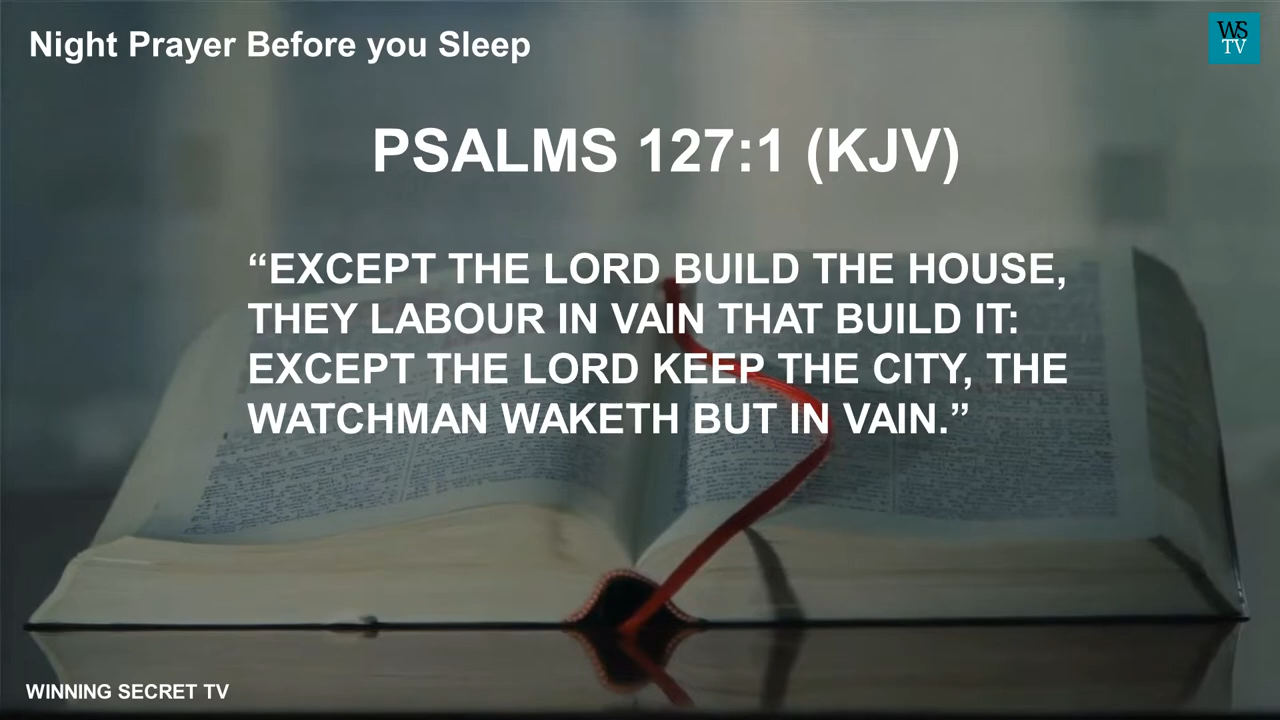 Night Prayer Before you Sleep
WS
TV
PSALMS 127:1 (KJV)
“EXCEPT THE LORD BUILD THE HOUSE,
THEY LABOUR IN VAIN THAT BUILD IT:
EXCEPT THE LORD KEEP THE CITY, THE
WATCHMAN WAKETH BUT IN VAIN.”
WINNING SECRET TV